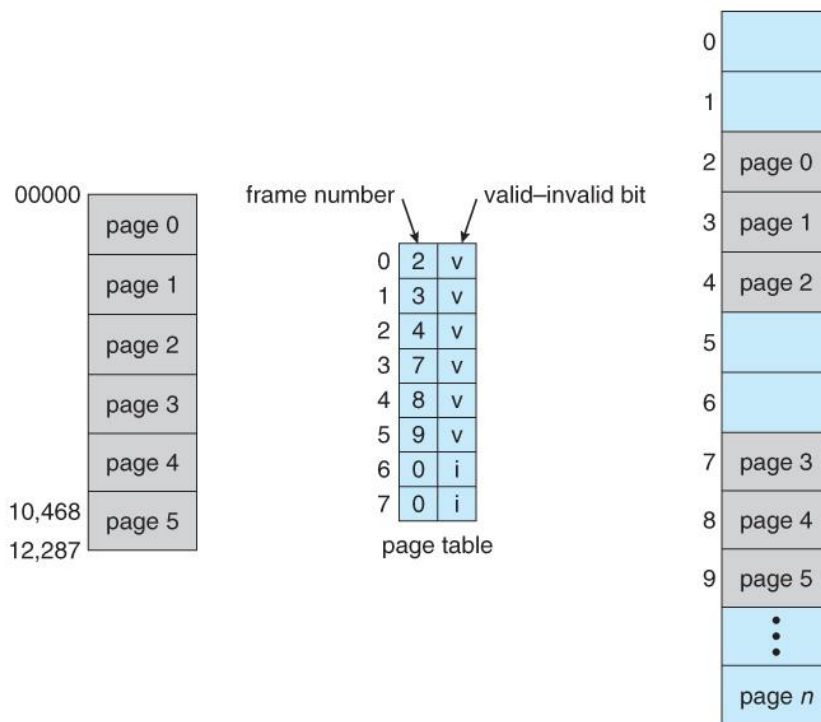 00000
page 0
page 1
page 2
page 3
page 4
page 5
10,468
12,287
frame number
valid–invalid bit
0 2 v
1 3 v
2 4 v
3 7 v
4 8 v
5 9 v
6 0 i
7 0 i
page table
0
1
2 page 0
3 page 1
4 page 2
5
6
7 page 3
8 page 4
9 page 5
page n